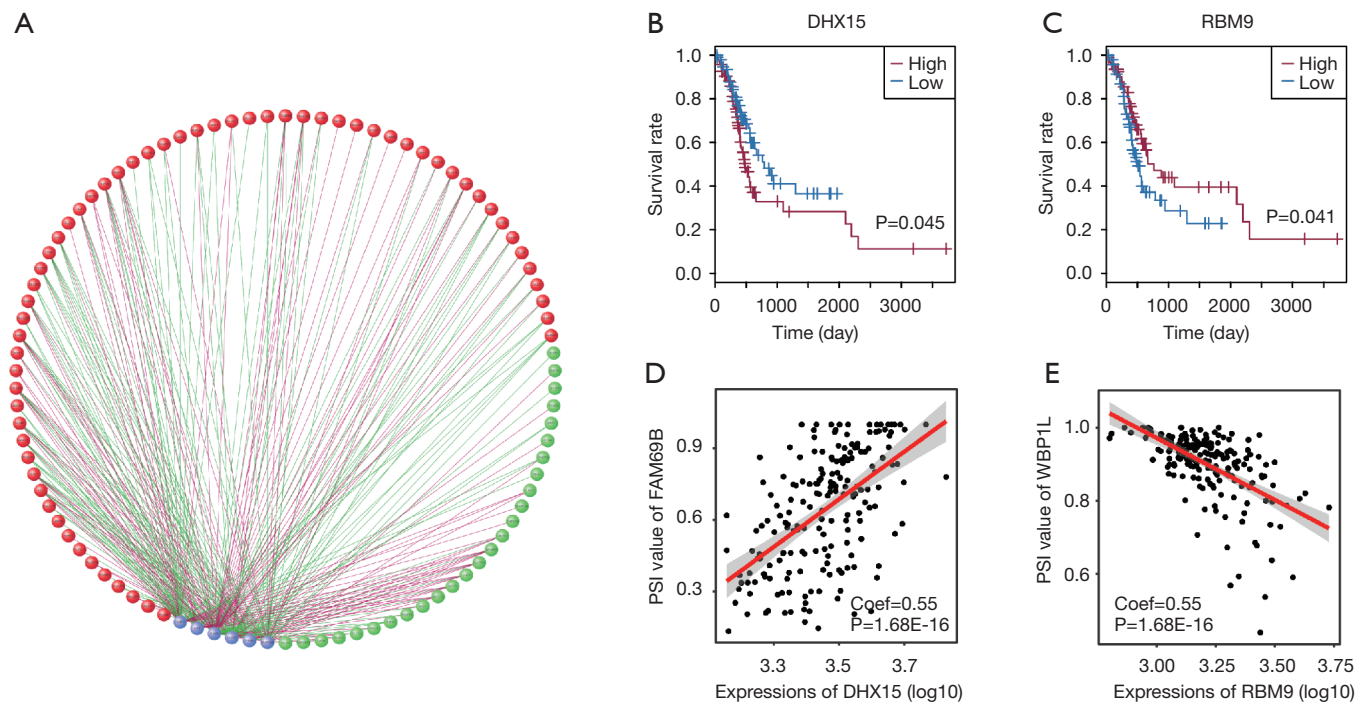 A
B
DHX15
1.0
0.8
0.6
0.4
0.2
0.0
Survival rate
High
Low
P=0.045
0
1000
2000
3000
Time (day)
C
RBM9
1.0
0.8
0.6
0.4
0.2
0.0
Survival rate
High
Low
P=0.041
0
1000
2000
3000
Time (day)
D
0.9
0.6
0.3
PSI value of FAM69B
Coef=0.55
P=1.68E-16
3.3
3.5
3.7
Expressions of DHX15 (log10)
E
1.0
0.8
0.6
PSI value of WBP1L
Coef=0.55
P=1.68E-16
3.00
3.25
3.50
3.75
Expressions of RBM9 (log10)